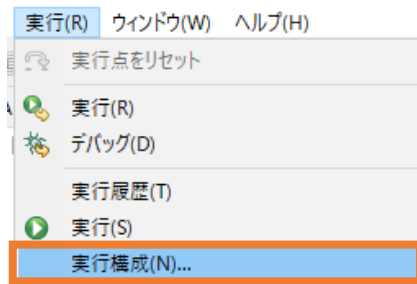 実行(R) ウィンドウ(W) ヘルプ(H)
実行点をリセット
実行(R)
デバッグ(D)
実行履歴(T)
実行(S)
実行構成(N)...